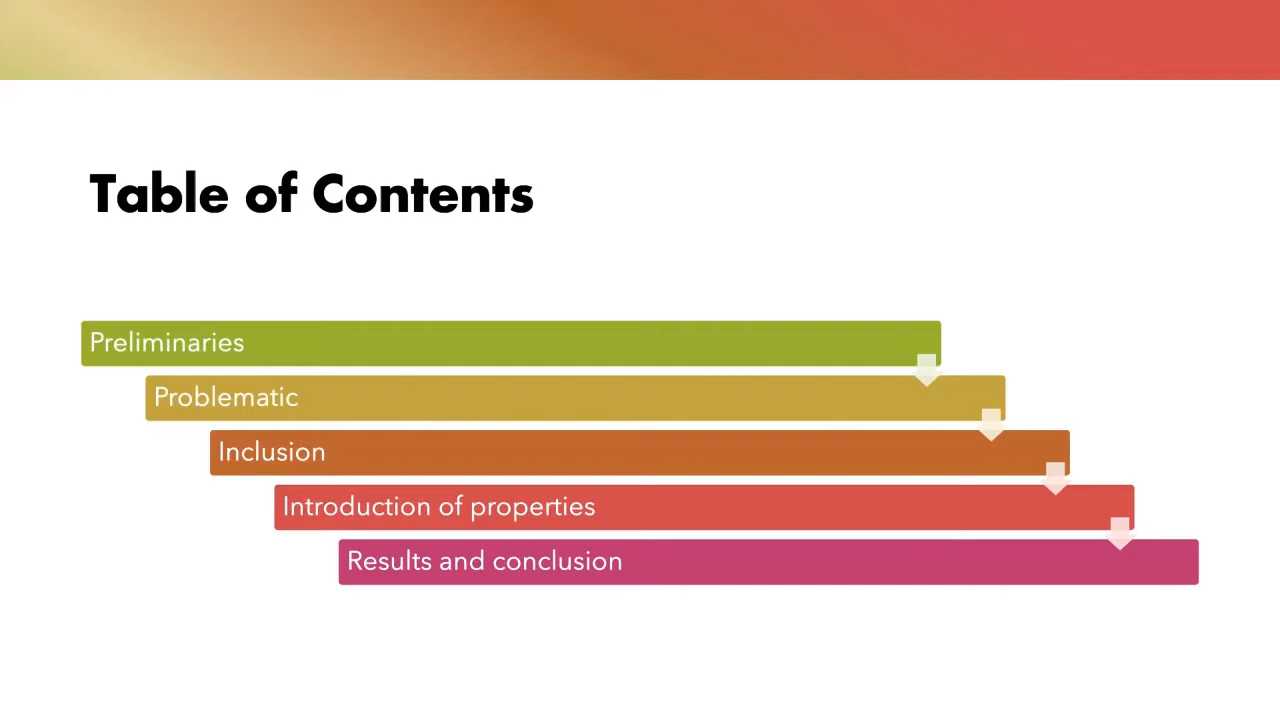 Table of Contents
Preliminaries
Problematic
Inclusion
Introduction of properties
Results and conclusion